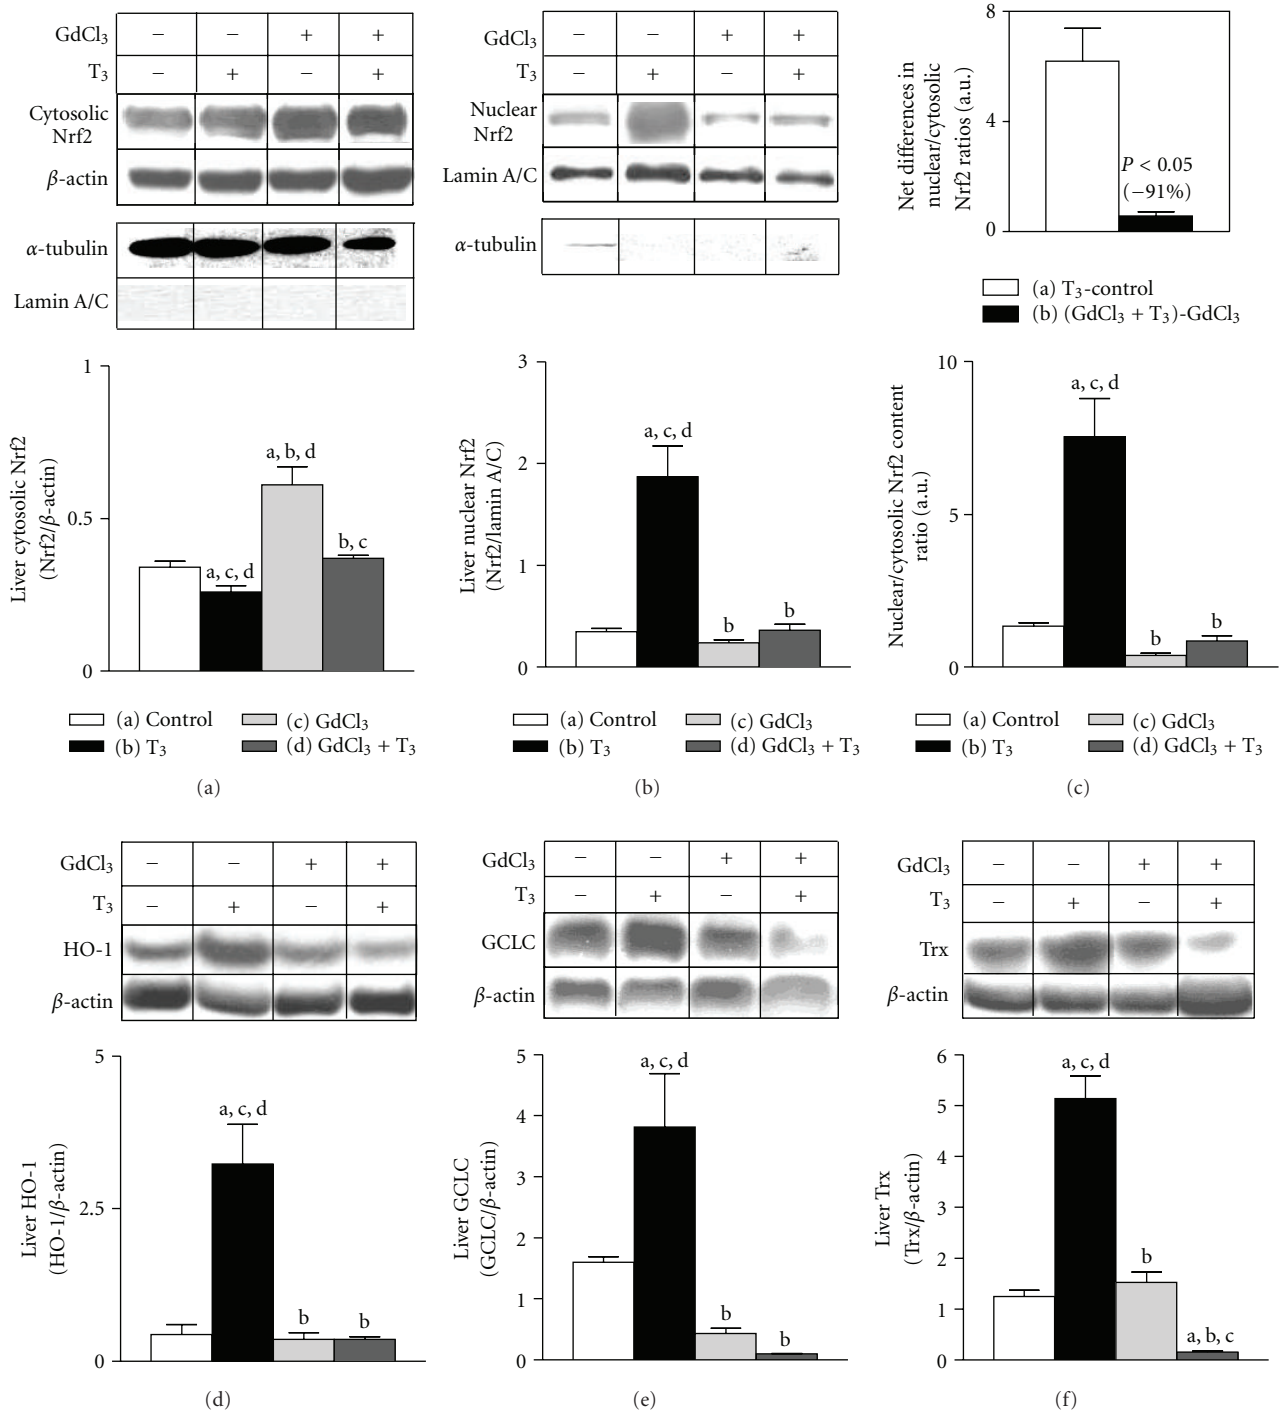 GdCl3 − − + +
T3 − + − +
Cytosolic
Nrf2
β-actin
α-tubulin
Lamin A/C
1
0.5
0
Liver cytosolic Nrf2
(Nrf2/β-actin)
a, c, d
a, b, d
b, c
(a) Control
(b) T3
(c) GdCl3
(d) GdCl3 + T3
(a)
GdCl3 − − + +
T3 − + − +
Nuclear
Nrf2
Lamin A/C
α-tubulin
3
2
1
0
Liver nuclear Nrf2
(Nrf2/lamin A/C)
a, c, d
b
b
(a) Control
(b) T3
(c) GdCl3
(d) GdCl3 + T3
(b)
8
4
0
Net differences in
nuclear/cytosolic
Nrf2 ratios (a.u.)
P < 0.05
(−91%)
(a) T3-control
(b) (GdCl3 + T3)-GdCl3
10
5
0
Nuclear/cytosolic Nrf2 content
ratio (a.u.)
a, c, d
b
b
(a) Control
(b) T3
(c) GdCl3
(d) GdCl3 + T3
(c)
GdCl3 − − + +
T3 − + − +
HO-1
β-actin
5
2.5
0
Liver HO-1
(HO-1/β-actin)
a, c, d
b
b
(d)
GdCl3 − − + +
T3 − + − +
GCLC
β-actin
5
4
3
2
1
0
Liver GCLC
(GCLC/β-actin)
a, c, d
b
b
(e)
GdCl3 − − + +
T3 − + − +
Trx
β-actin
6
5
4
3
2
1
0
Liver Trx
(Trx/β-actin)
a, c, d
b
a, b, c
(f)